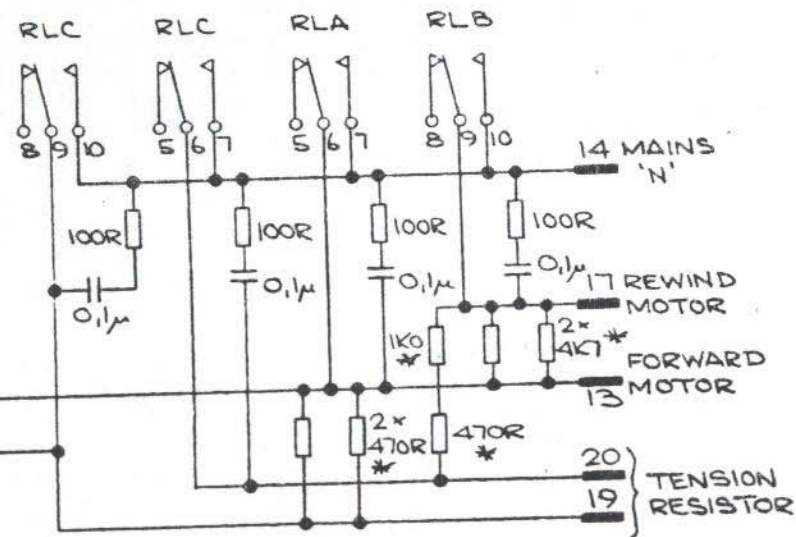 RLC RLC RLA RLB
8 9 10 5 6 7 5 6 7 8 9 10
14 MAINS
'N'
100R 100R 100R 100R
0,1μ 0,1μ 0,1μ 0,1μ
17 REWIND
MOTOR
1K0
*
2×
4K7 *
FORWARD
MOTOR
13
2×
470R
*
470R
*
20
19
TENSION
RESISTOR